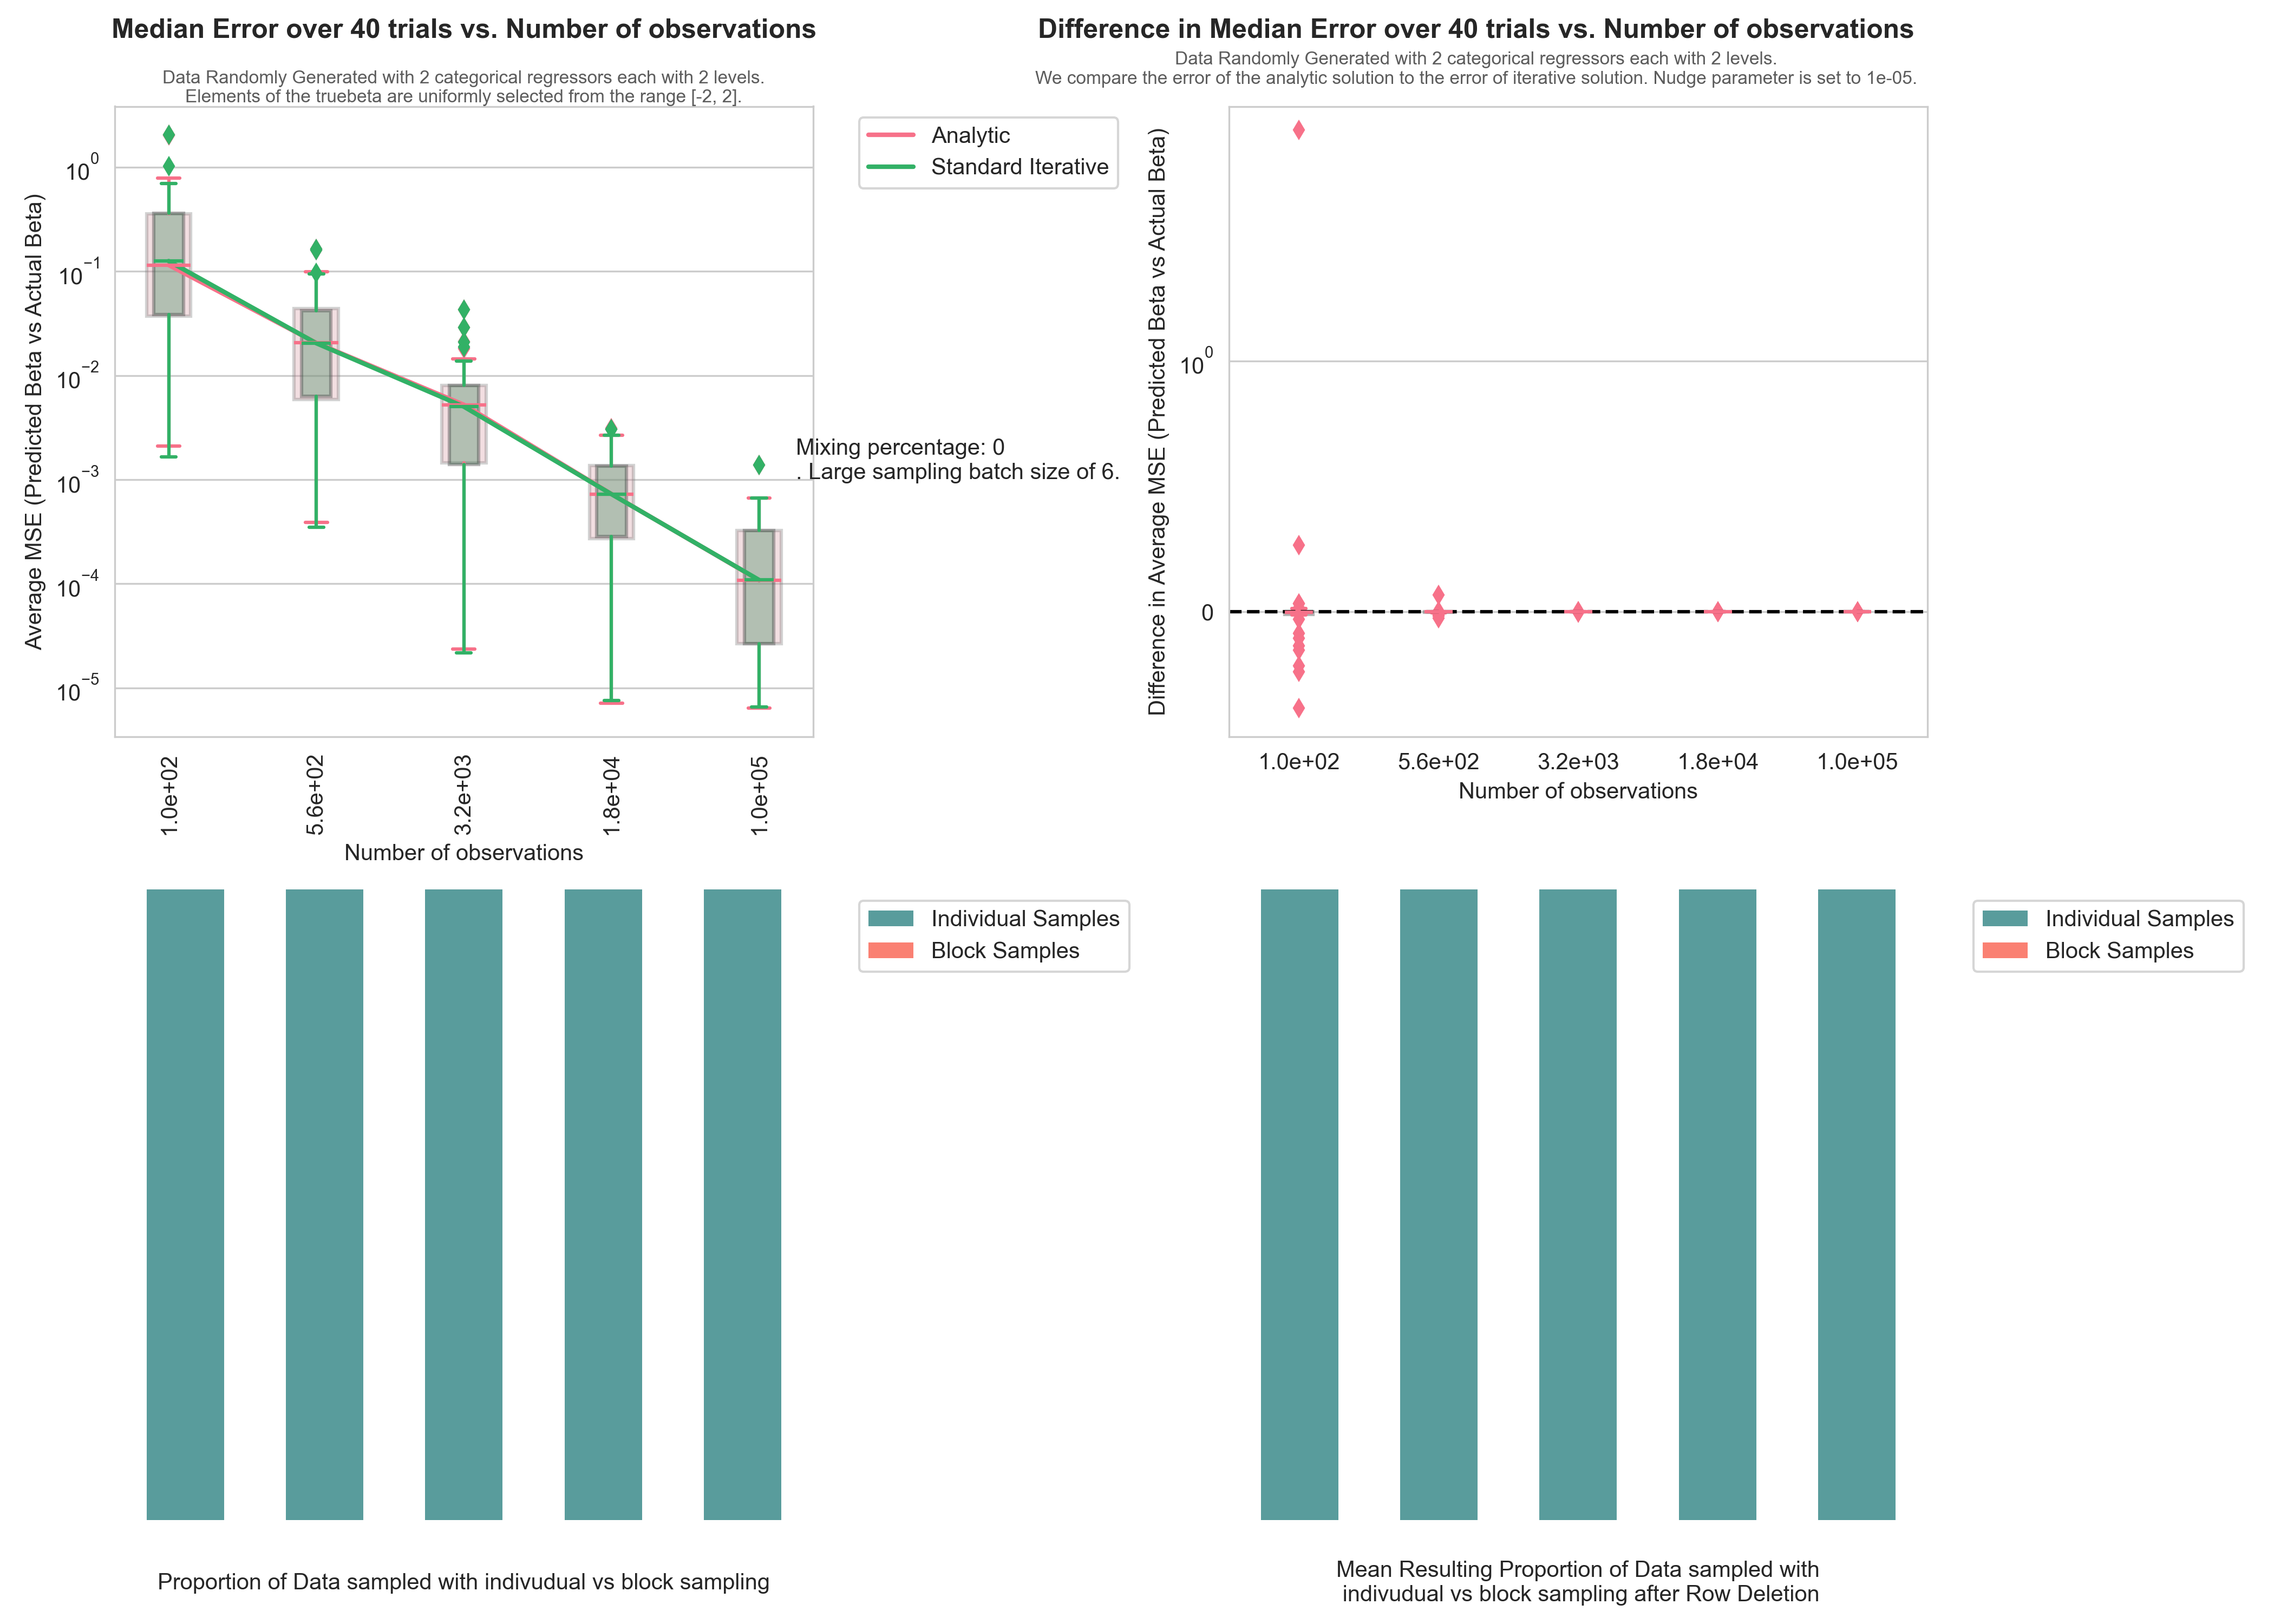 Median Error over 40 trials vs. Number of observations
Data Randomly Generated with 2 categorical regressors each with 2 levels.
Elements of the truebeta are uniformly selected from the range [-2, 2].
Average MSE (Predicted Beta vs Actual Beta)
10^0
10^−1
10^−2
10^−3
10^−4
10^−5
1.0e+02
5.6e+02
3.2e+03
1.8e+04
1.0e+05
Number of observations
Analytic
Standard Iterative
Mixing percentage: 0
. Large sampling batch size of 6.
Difference in Median Error over 40 trials vs. Number of observations
Data Randomly Generated with 2 categorical regressors each with 2 levels.
We compare the error of the analytic solution to the error of iterative solution. Nudge parameter is set to 1e-05.
Difference in Average MSE (Predicted Beta vs Actual Beta)
10^0
0
1.0e+02 5.6e+02 3.2e+03 1.8e+04 1.0e+05
Number of observations
Individual Samples
Block Samples
Proportion of Data sampled with indivudual vs block sampling
Individual Samples
Block Samples
Mean Resulting Proportion of Data sampled with
indivudual vs block sampling after Row Deletion